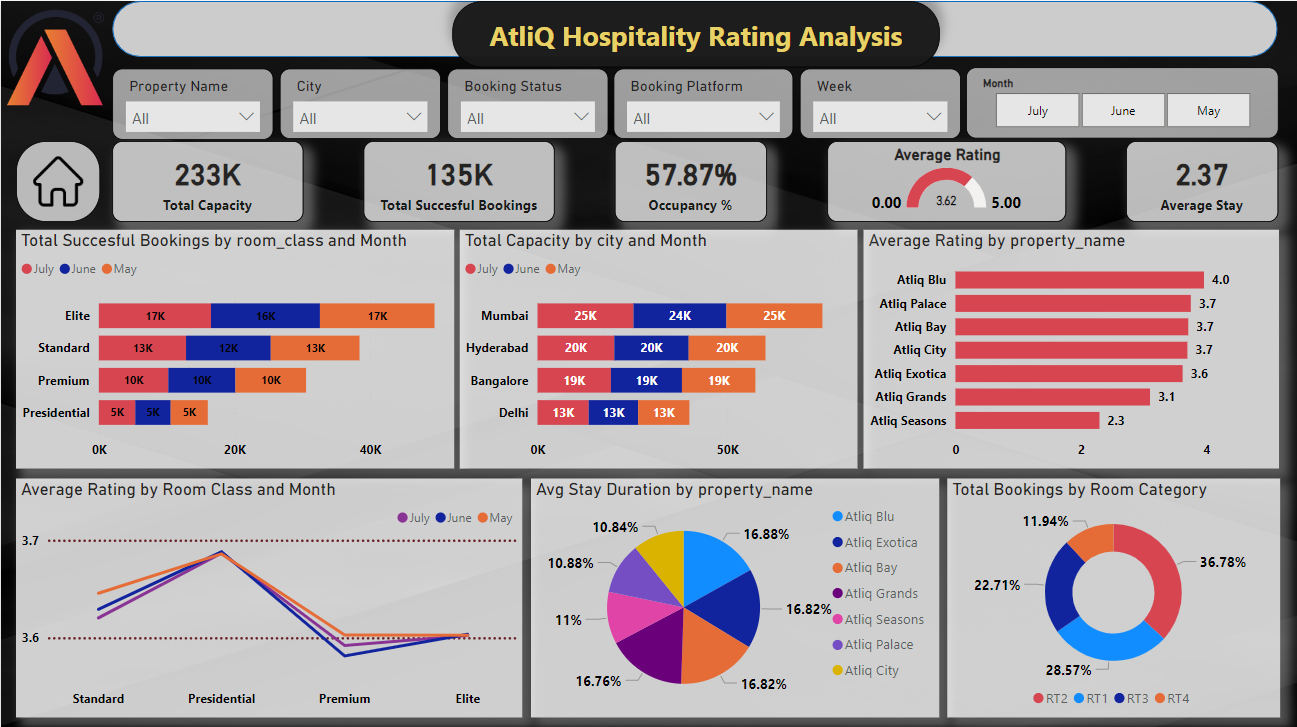 AtliQ Hospitality Rating Analysis
®
Property Name
All
City
All
Booking Status
All
Booking Platform
All
Week
All
Month
July
June
May
233K
Total Capacity
135K
Total Succesful Bookings
57.87%
Occupancy %
Average Rating
0.00
3.62
5.00
2.37
Average Stay
Total Succesful Bookings by room_class and Month
July June May
Elite 17K 16K 17K
Standard 13K 12K 13K
Premium 10K 10K 10K
Presidential 5K 5K 5K
0K 20K 40K
Total Capacity by city and Month
July June May
Mumbai 25K 24K 25K
Hyderabad 20K 20K 20K
Bangalore 19K 19K 19K
Delhi 13K 13K 13K
0K 50K
Average Rating by property_name
Atliq Blu 4.0
Atliq Palace 3.7
Atliq Bay 3.7
Atliq City 3.7
Atliq Exotica 3.6
Atliq Grands 3.1
Atliq Seasons 2.3
0 2 4
Average Rating by Room Class and Month
July June May
3.7
3.6
Standard Presidential Premium Elite
Avg Stay Duration by property_name
10.84%
16.88%
10.88%
16.82%
11%
16.76%
16.82%
Atliq Blu
Atliq Exotica
Atliq Bay
Atliq Grands
Atliq Seasons
Atliq Palace
Atliq City
Total Bookings by Room Category
11.94%
36.78%
22.71%
28.57%
RT2 RT1 RT3 RT4